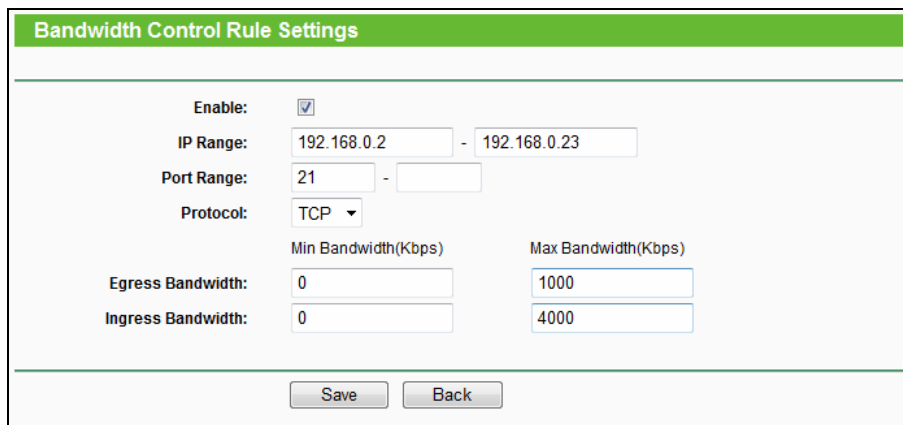 Bandwidth Control Rule Settings
Enable:
IP Range: 192.168.0.2 - 192.168.0.23
Port Range: 21 -
Protocol: TCP
Min Bandwidth(Kbps) Max Bandwidth(Kbps)
Egress Bandwidth: 0 1000
Ingress Bandwidth: 0 4000
Save Back